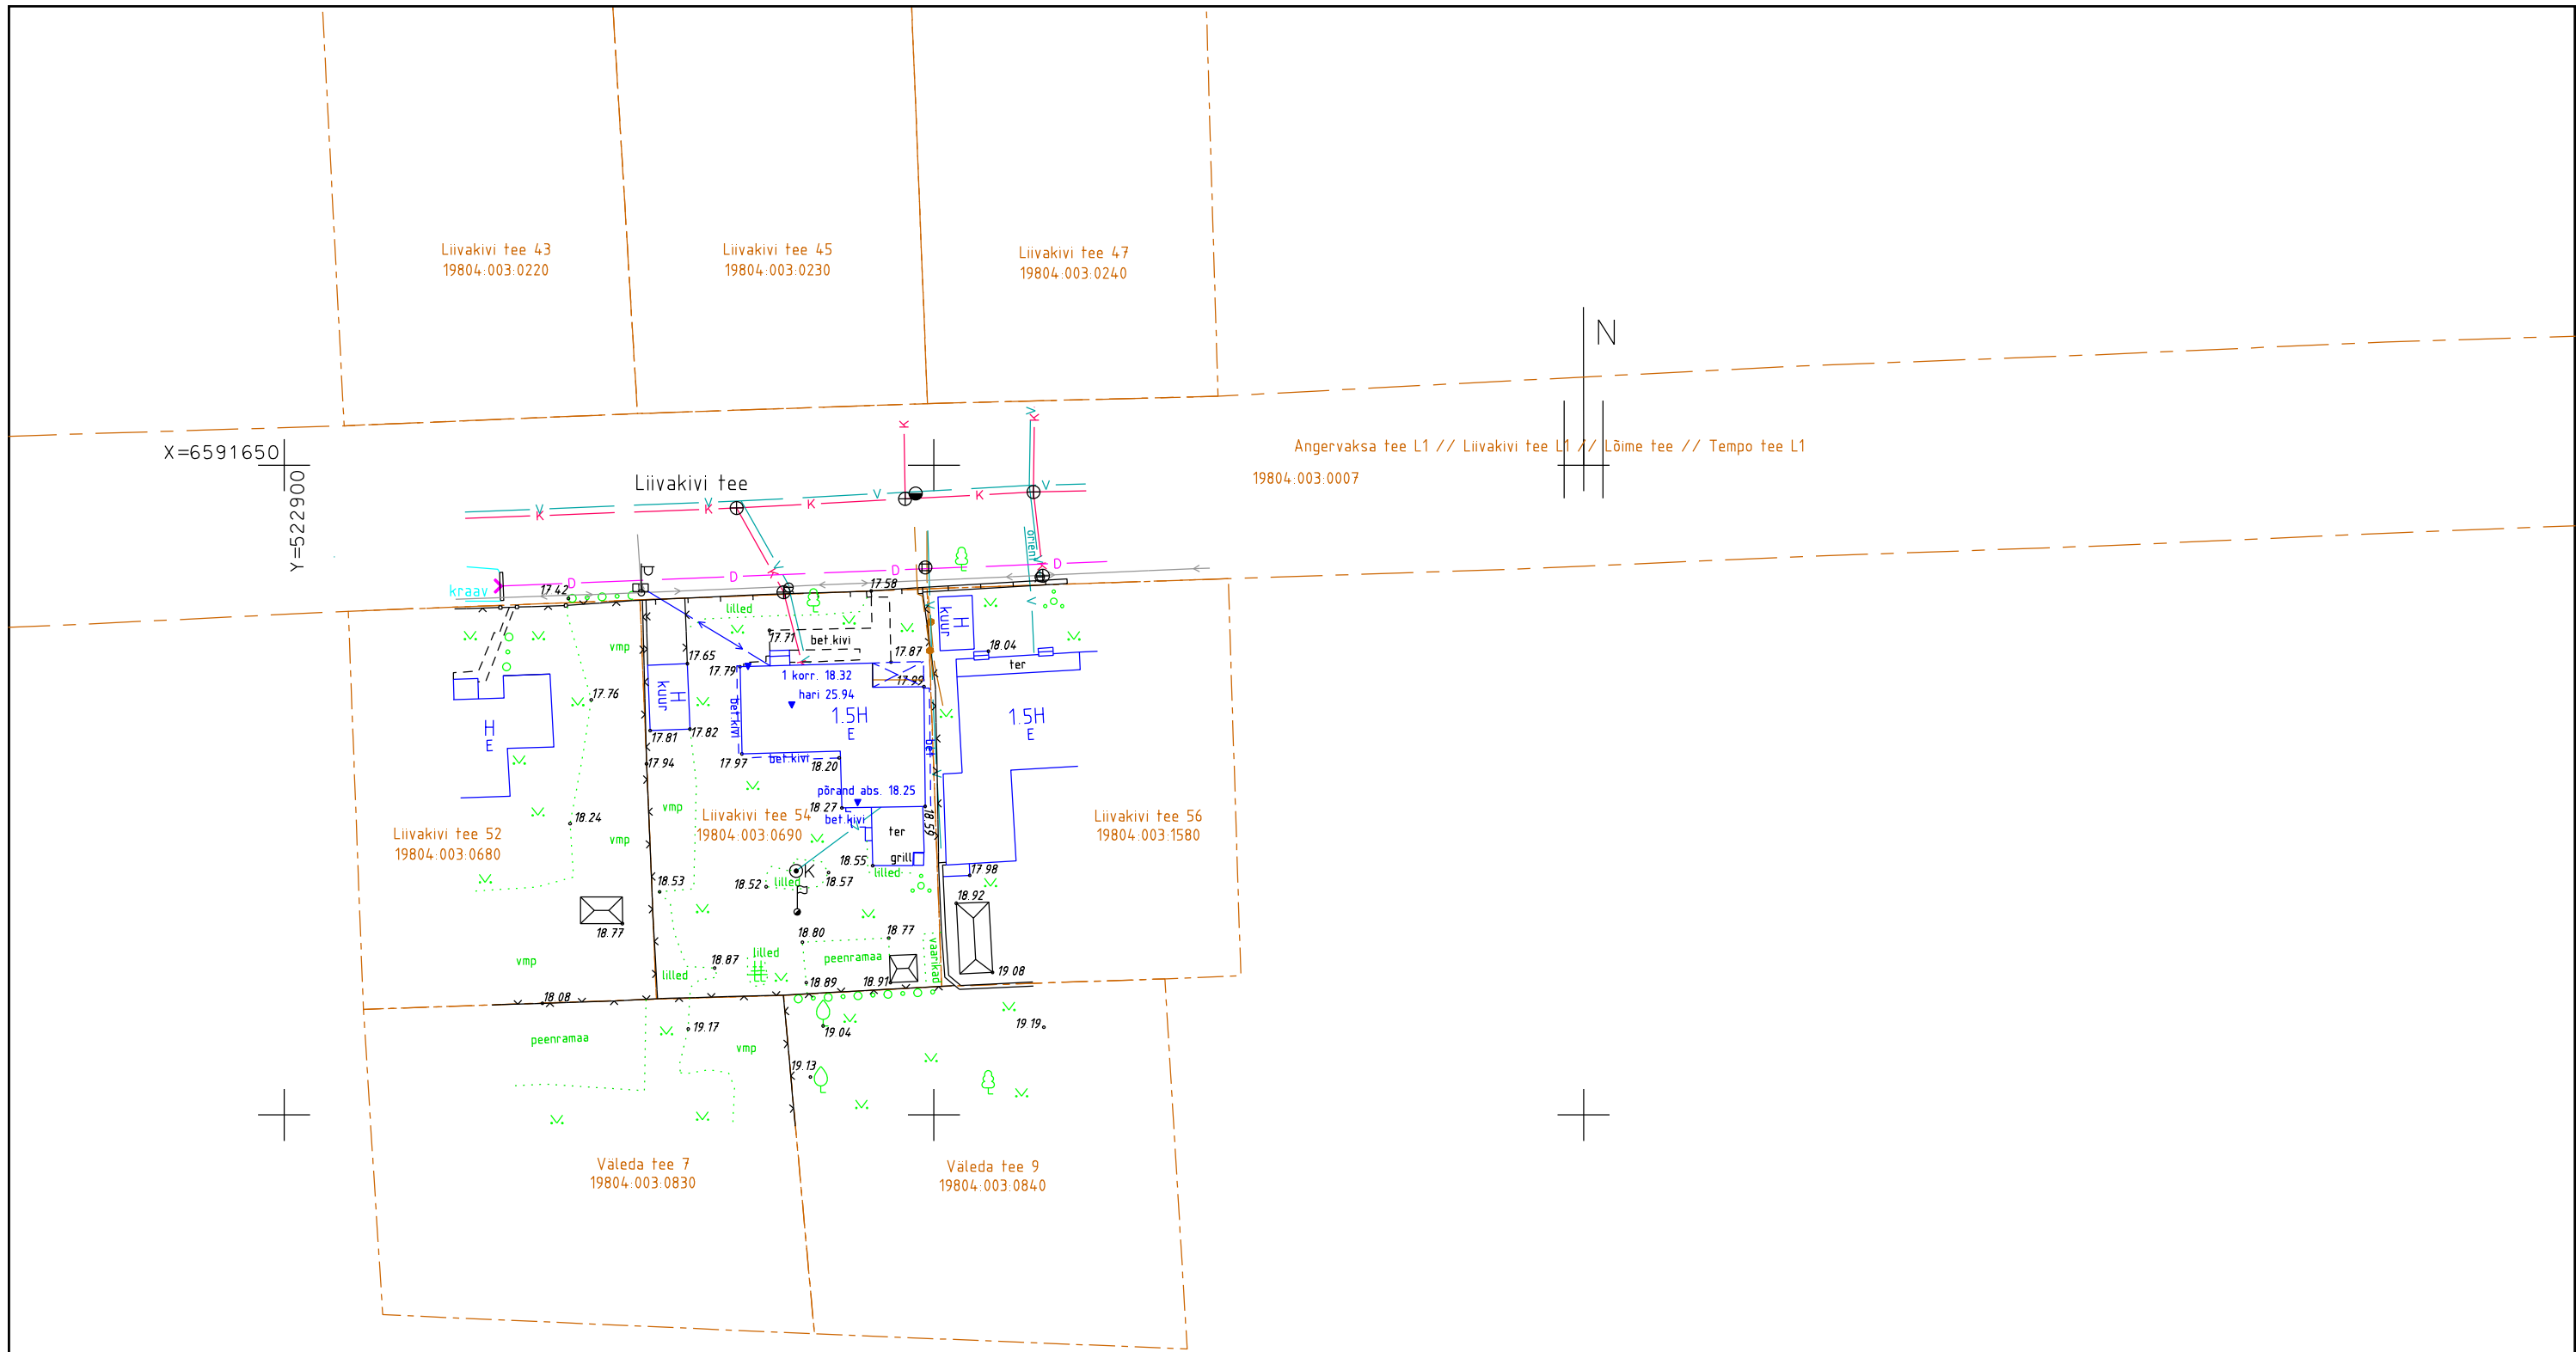 Liivakivi tee 43
19804:003:0220
Liivakivi tee 45
19804:003:0230
Liivakivi tee 47
19804:003:0240
N
X=6591650
Y=522900
Angervaksa tee L1 // Liivakivi tee L1 // Lõime tee // Tempo tee L1
19804:003:0007
Liivakivi tee
K
V
K
V
V
V
V
K
K
K
K
orient
V
D
D
D
D
kraav
17.42
17.58
lilled
17.71
bet.kivi
17.87
kuur
H
18.04
ter
vmp
17.65
17.79
1 korr. 18.32
hari 25.94
17.99
kuur
H
17.76
bet.kivi
1.5H
E
1.5H
E
H
E
17.81
17.82
17.94
17.97
bet.kivi
18.20
bet
põrand abs. 18.25
18.27
bet.kivi
18.59
vmp
Liivakivi tee 54
19804:003:0690
ter
grill
Liivakivi tee 56
19804:003:1580
18.24
Liivakivi tee 52
19804:003:0680
vmp
18.55
K
lilled
18.52
lilled
18.57
17.98
18.53
18.92
18.77
18.80
18.77
vaarikad
vmp
lilled
peenramaa
18.87
lilled
18.89
18.91
19.08
18.08
19.17
19.04
19.19
peenramaa
vmp
19.13
Väleda tee 7
19804:003:0830
Väleda tee 9
19804:003:0840